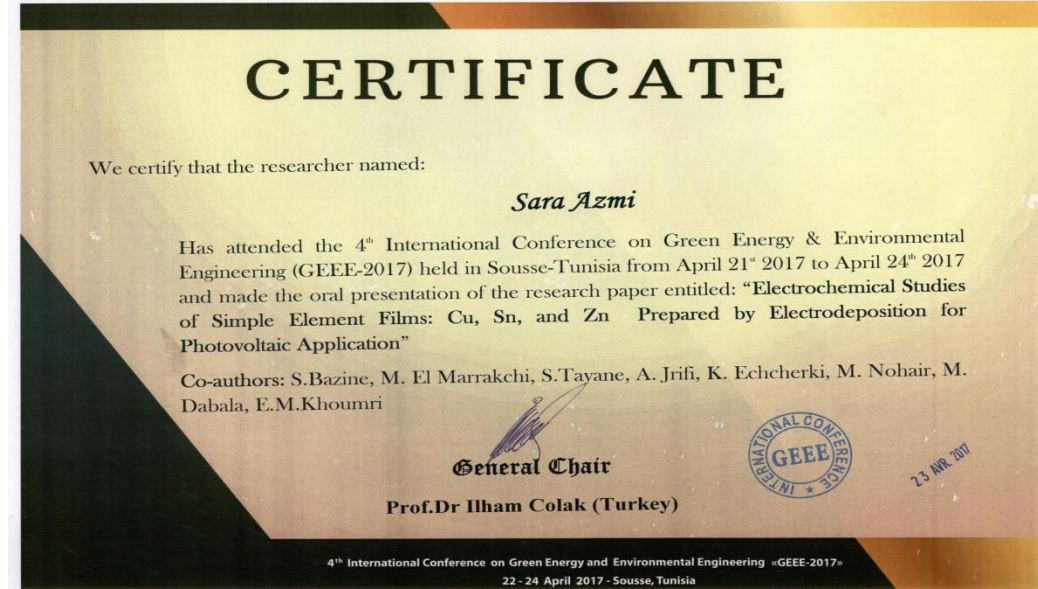 CERTIFICATE
We certify that the researcher named:
Sara Azmi
Has attended the 4th International Conference on Green Energy & Environmental
Engineering (GEEE-2017) held in Sousse-Tunisia from April 21st 2017 to April 24th 2017
and made the oral presentation of the research paper entitled: “Electrochemical Studies
of Simple Element Films: Cu, Sn, and Zn Prepared by Electrodeposition for
Photovoltaic Application”
Co-authors: S.Bazine, M. El Marrakchi, S.Tayane, A. Jrifi, K. Echcherki, M. Nohair, M.
Dabala, E.M.Khoumri
General Chair
Prof.Dr Ilham Colak (Turkey)
INTERNATIONAL CONFERENCE
GEEE
23 AVR. 2017
4th International Conference on Green Energy and Environmental Engineering «GEEE-2017»
22 - 24 April 2017 - Sousse, Tunisia